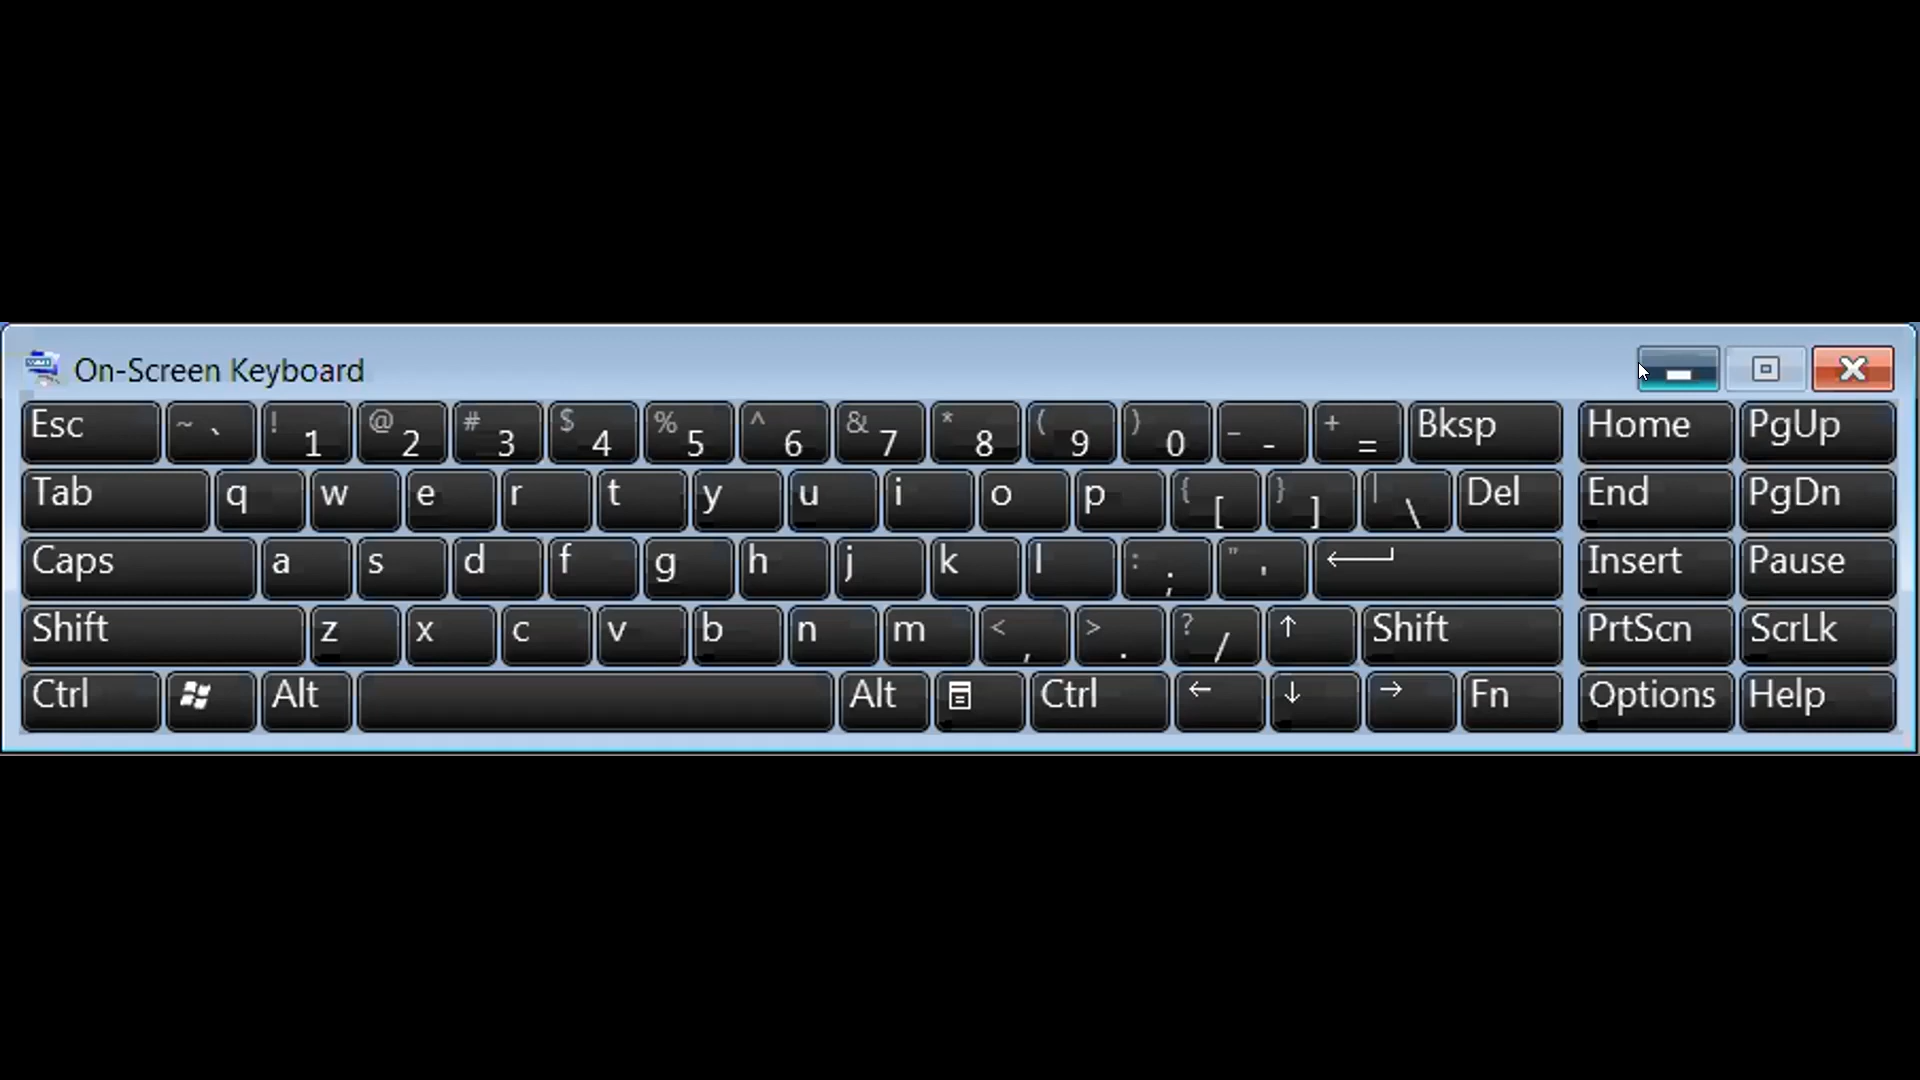 On-Screen Keyboard
Esc ~ ` ! 1 @ 2 # 3 $ 4 % 5 ^ 6 & 7 * 8 ( 9 ) 0 _ - + = Bksp Home PgUp
Tab q w e r t y u i o p { [ } ] | \ Del End PgDn
Caps a s d f g h j k l : ; " ' Insert Pause
Shift z x c v b n m < , > . ? / ↑ Shift PrtScn ScrLk
Ctrl Alt Alt Ctrl ← ↓ → Fn Options Help